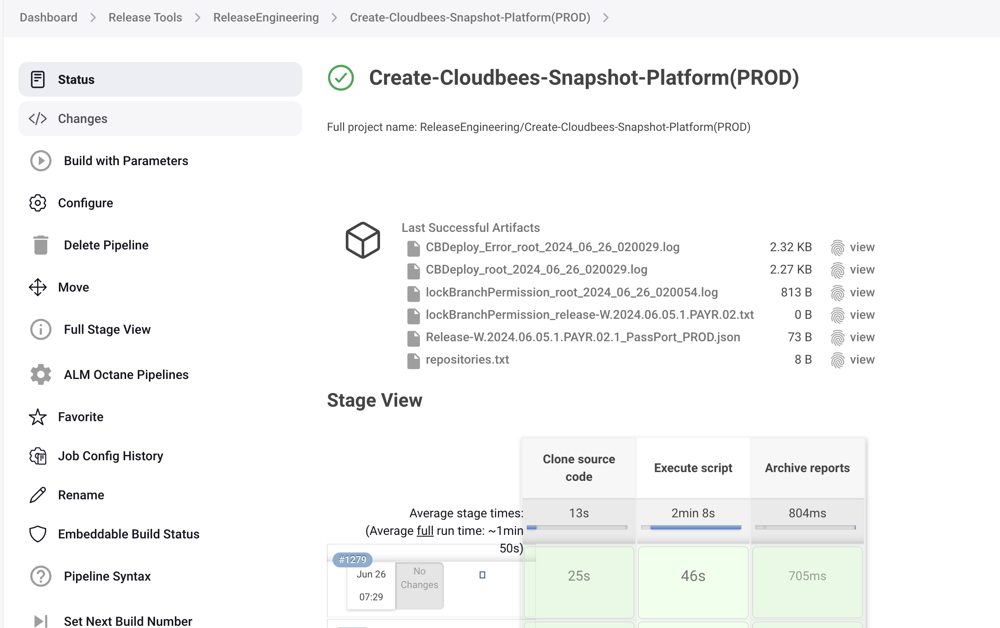 Dashboard > Release Tools > ReleaseEngineering > Create-Cloudbees-Snapshot-Platform(PROD) >
Status
Changes
Build with Parameters
Configure
Delete Pipeline
Move
Full Stage View
ALM Octane Pipelines
Favorite
Job Config History
Rename
Embeddable Build Status
Pipeline Syntax
Set Next Build Number
Create-Cloudbees-Snapshot-Platform(PROD)
Full project name: ReleaseEngineering/Create-Cloudbees-Snapshot-Platform(PROD)
Last Successful Artifacts
CBDeploy_Error_root_2024_06_26_020029.log 2.32 KB view
CBDeploy_root_2024_06_26_020029.log 2.27 KB view
lockBranchPermission_root_2024_06_26_020054.log 813 B view
lockBranchPermission_release-W.2024.06.05.1.PAYR.02.txt 0 B view
Release-W.2024.06.05.1.PAYR.02.1_PassPort_PROD.json 73 B view
repositories.txt 8 B view
Stage View
Clone source
code
Execute script
Archive reports
Average stage times:
(Average full run time: ~1min
50s)
13s
2min 8s
804ms
#1279
Jun 26
07:29
No
Changes
25s
46s
705ms